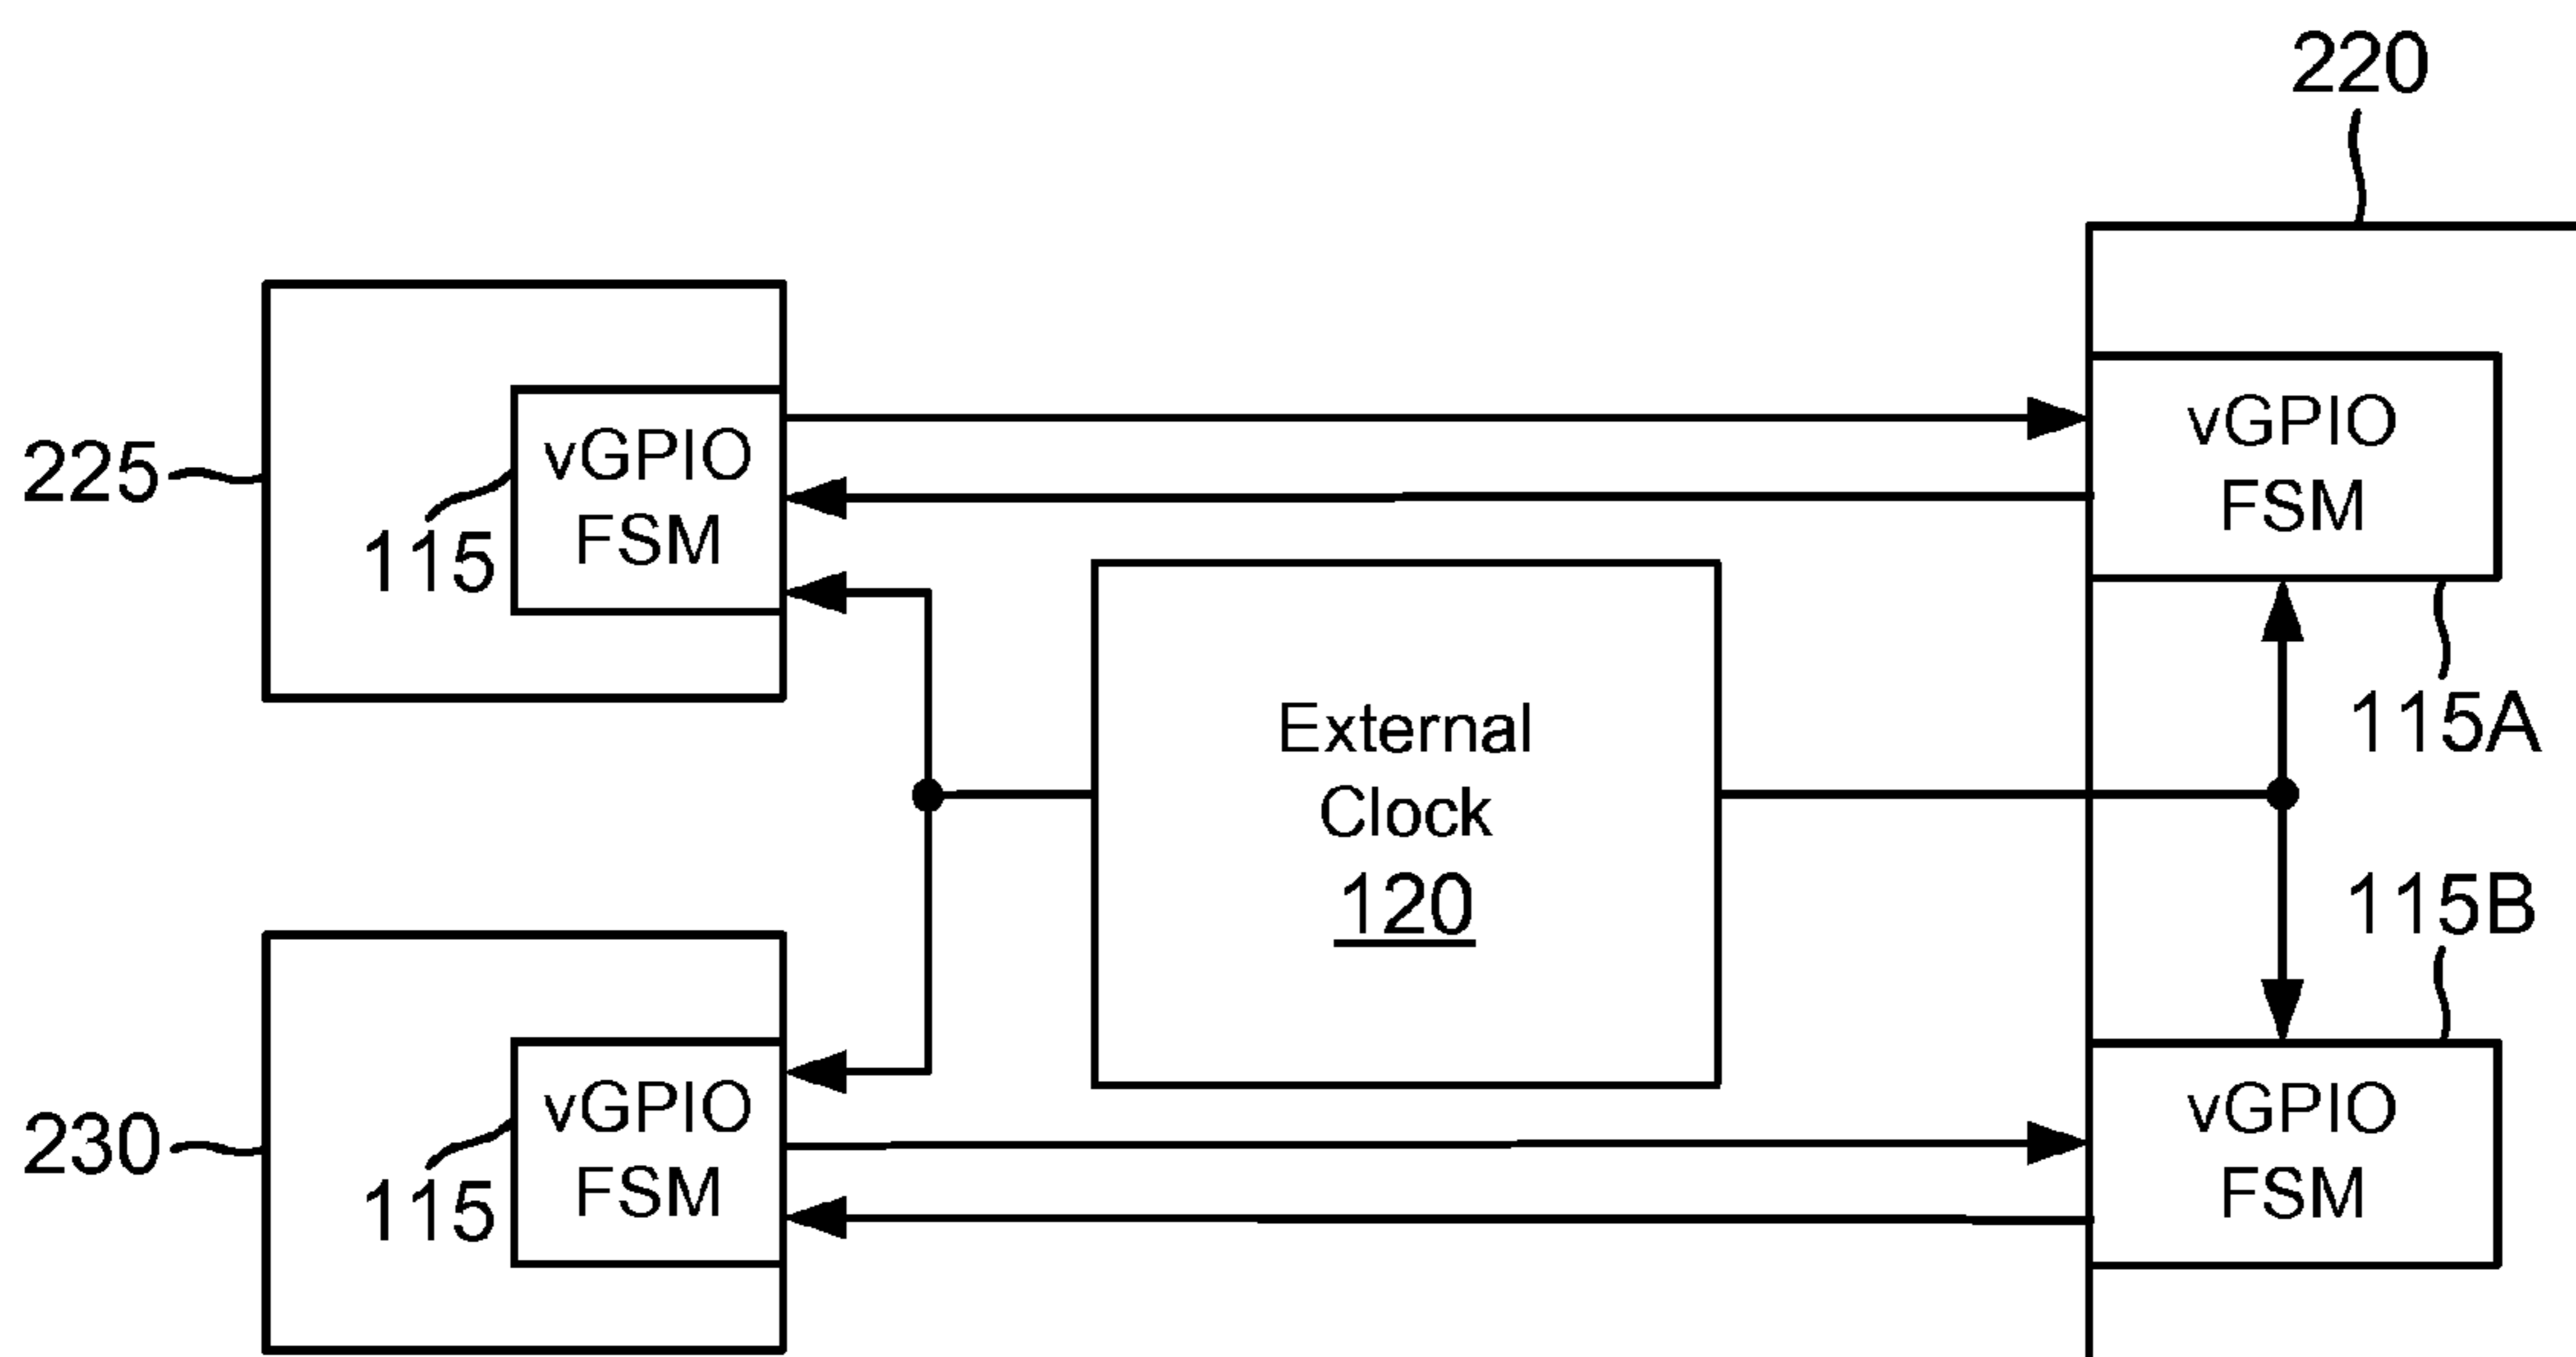 220
225
vGPIO
FSM
115
vGPIO
FSM
115A
External
Clock
120
115B
230
vGPIO
FSM
115
vGPIO
FSM